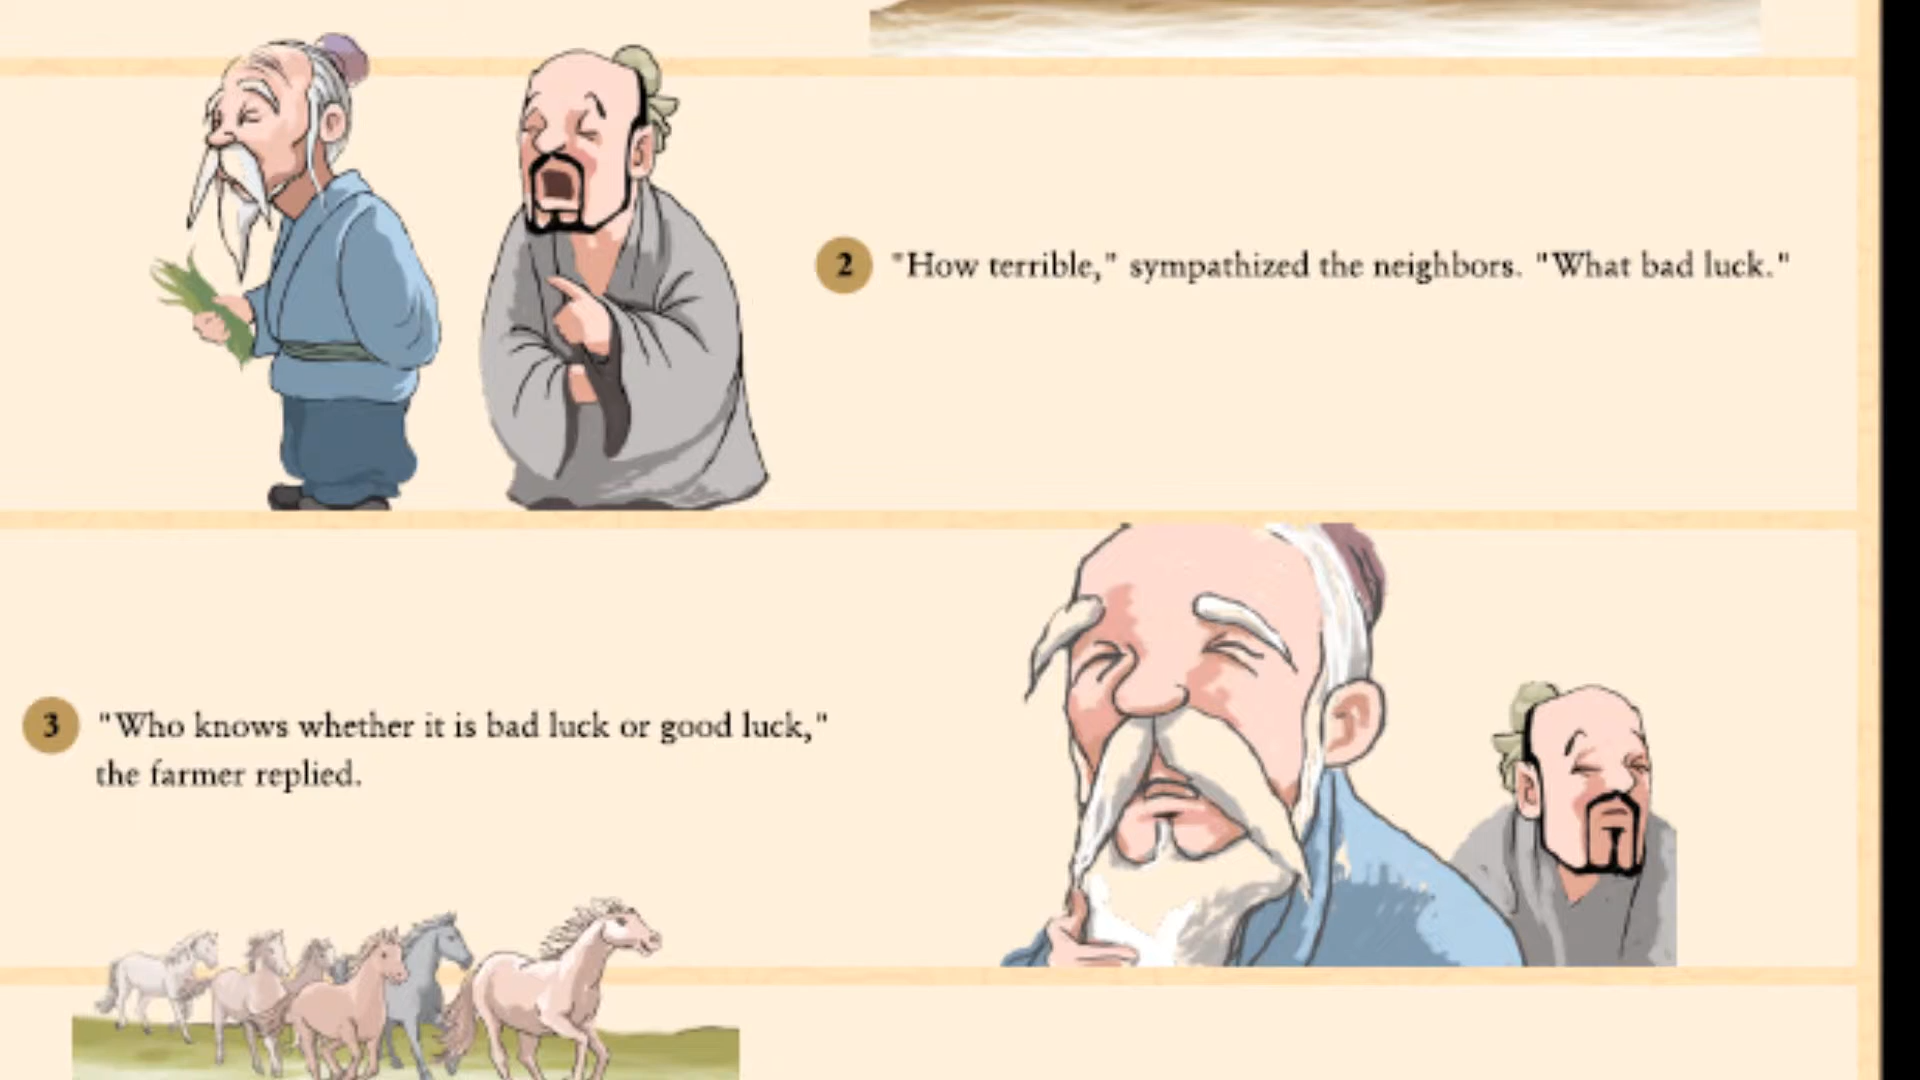 2 "How terrible," sympathized the neighbors. "What bad luck."
3 "Who knows whether it is bad luck or good luck,"
the farmer replied.